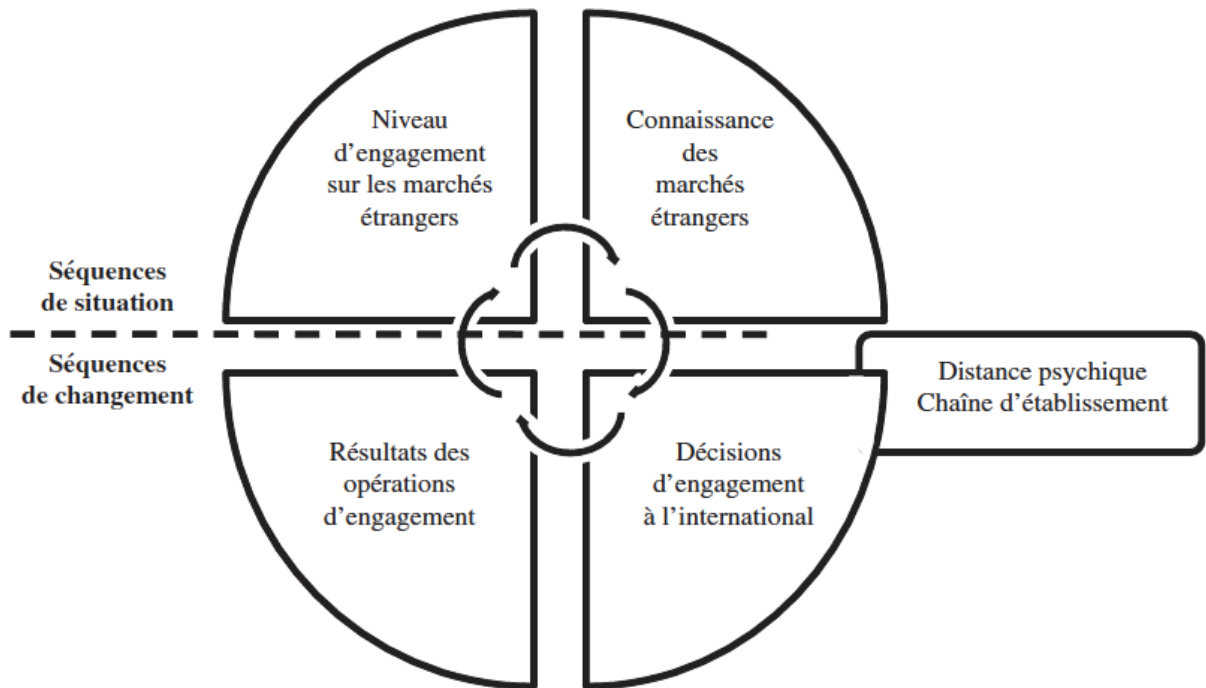 Niveau
d’engagement
sur les marchés
étrangers
Connaissance
des
marchés
étrangers
Séquences
de situation
Séquences
de changement
Distance psychique
Chaîne d’établissement
Résultats des
opérations
d’engagement
Décisions
d’engagement
à l’international